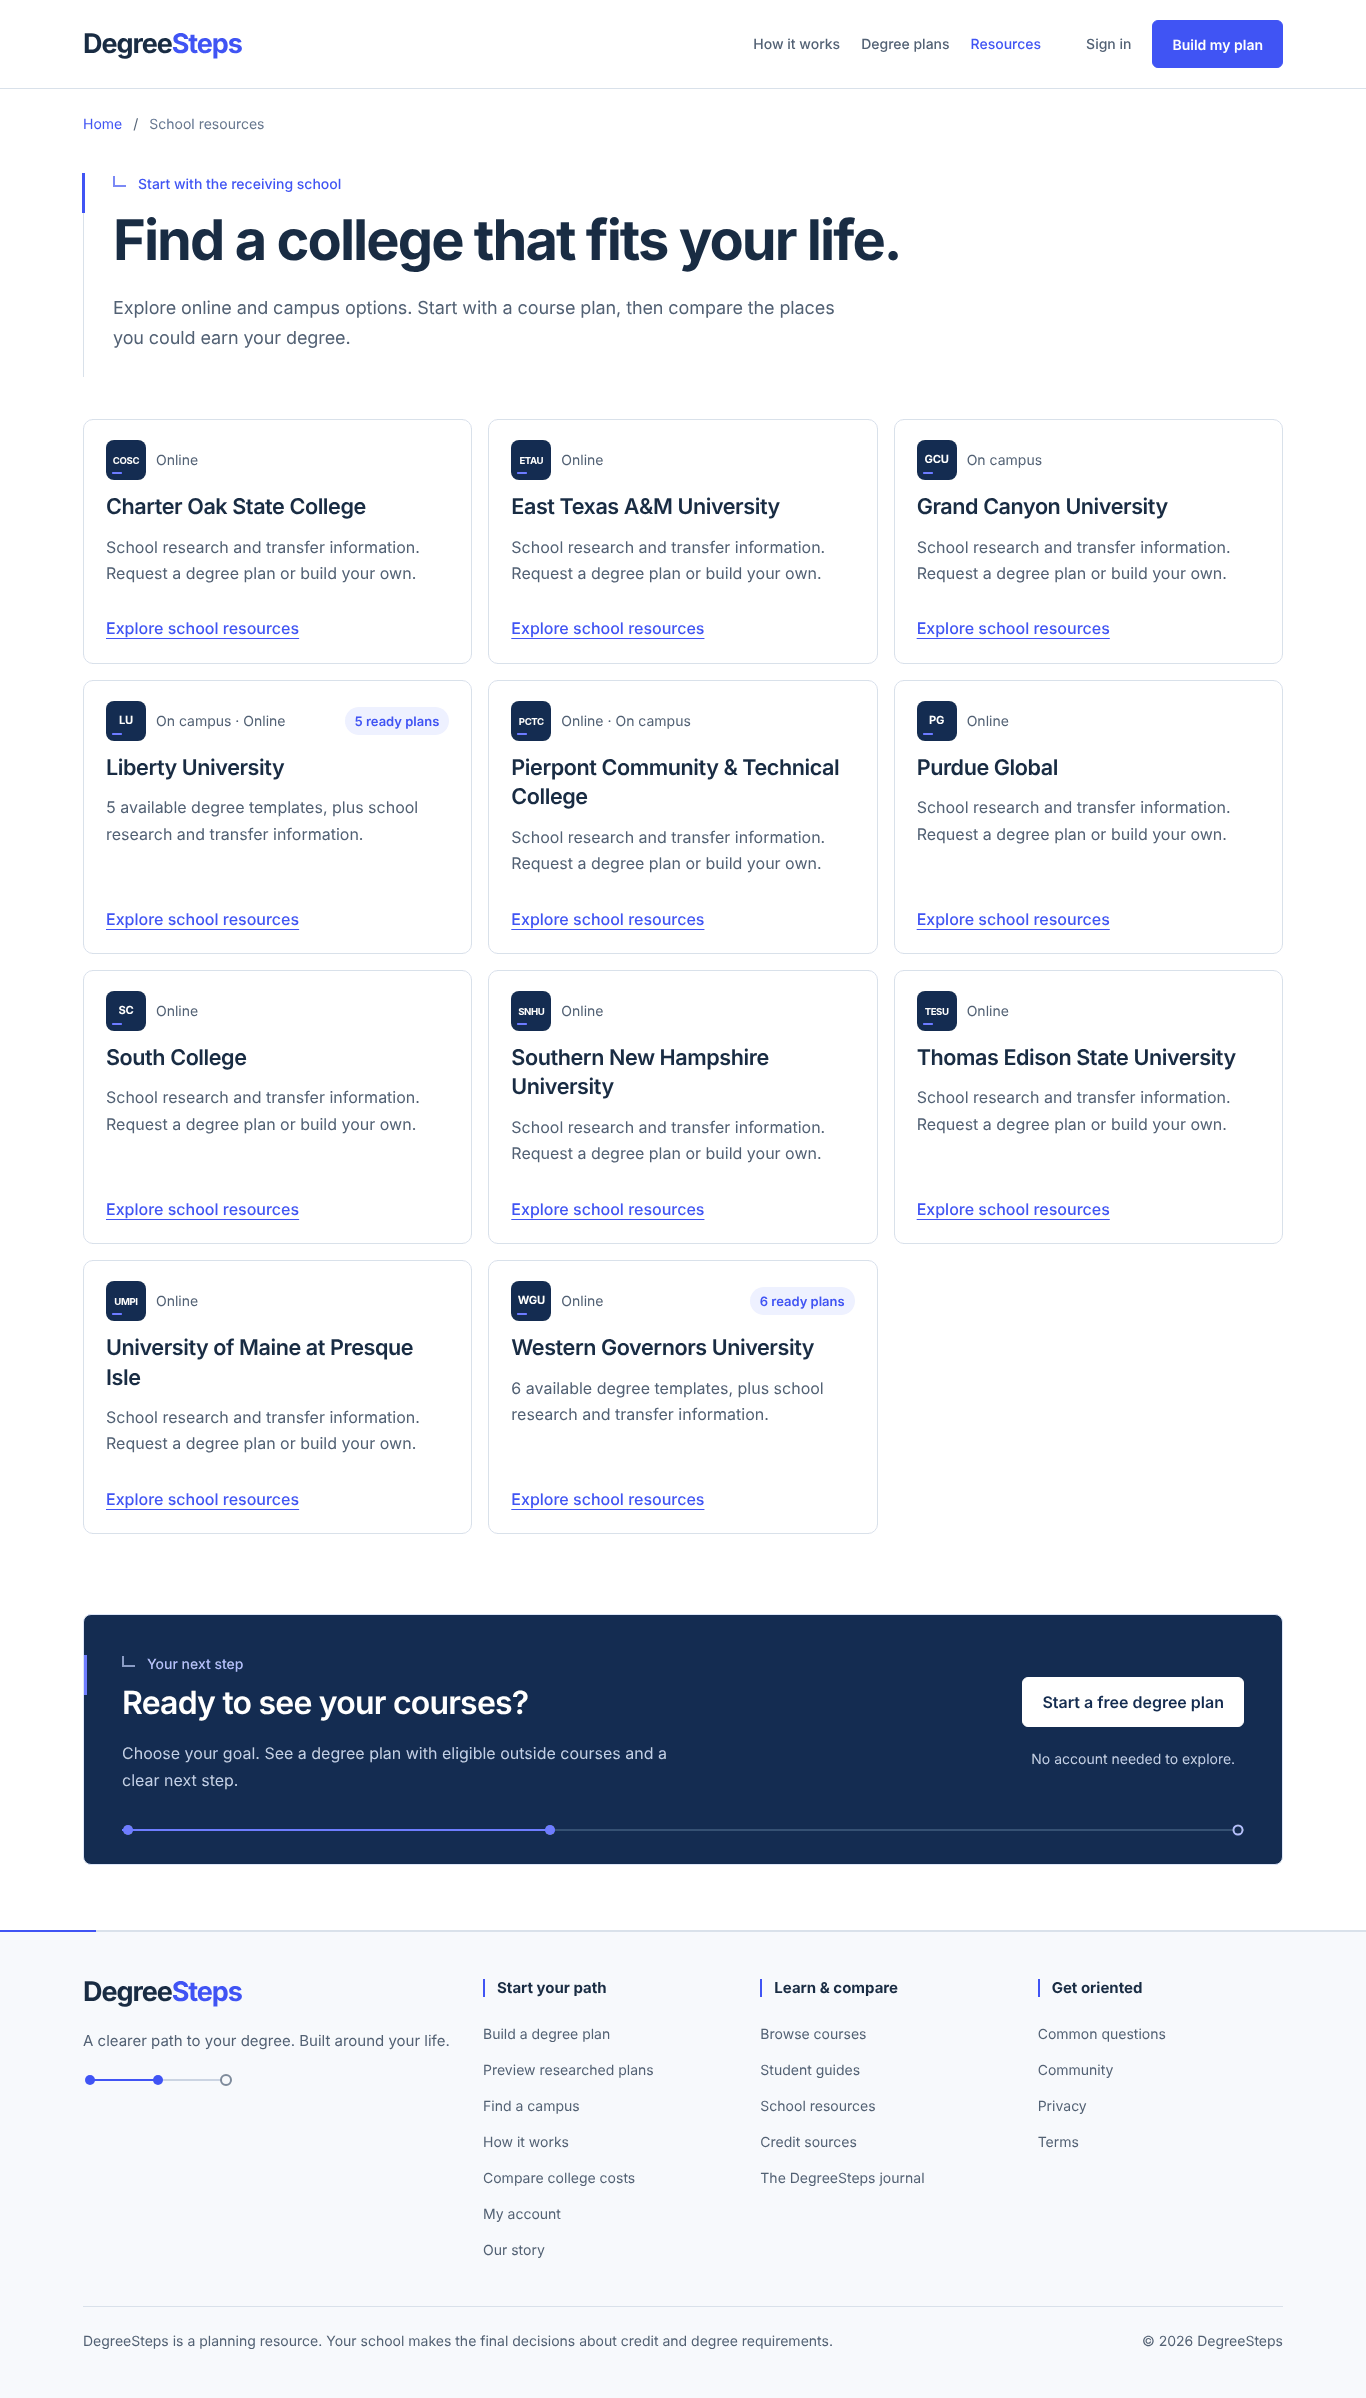 DegreeSteps
How it works
Degree plans
Resources
Sign in
Build my plan
Home / School resources
Start with the receiving school
Find a college that fits your life.
Explore online and campus options. Start with a course plan, then compare the places
you could earn your degree.
COSC
Online
Charter Oak State College
School research and transfer information.
Request a degree plan or build your own.
Explore school resources
ETAU
Online
East Texas A&M University
School research and transfer information.
Request a degree plan or build your own.
Explore school resources
GCU
On campus
Grand Canyon University
School research and transfer information.
Request a degree plan or build your own.
Explore school resources
LU
On campus · Online
5 ready plans
Liberty University
5 available degree templates, plus school
research and transfer information.
Explore school resources
PCTC
Online · On campus
Pierpont Community & Technical
College
School research and transfer information.
Request a degree plan or build your own.
Explore school resources
PG
Online
Purdue Global
School research and transfer information.
Request a degree plan or build your own.
Explore school resources
SC
Online
South College
School research and transfer information.
Request a degree plan or build your own.
Explore school resources
SNHU
Online
Southern New Hampshire
University
School research and transfer information.
Request a degree plan or build your own.
Explore school resources
TESU
Online
Thomas Edison State University
School research and transfer information.
Request a degree plan or build your own.
Explore school resources
UMPI
Online
University of Maine at Presque
Isle
School research and transfer information.
Request a degree plan or build your own.
Explore school resources
WGU
Online
6 ready plans
Western Governors University
6 available degree templates, plus school
research and transfer information.
Explore school resources
Your next step
Ready to see your courses?
Choose your goal. See a degree plan with eligible outside courses and a
clear next step.
Start a free degree plan
No account needed to explore.
DegreeSteps
A clearer path to your degree. Built around your life.
Start your path
Build a degree plan
Preview researched plans
Find a campus
How it works
Compare college costs
My account
Our story
Learn & compare
Browse courses
Student guides
School resources
Credit sources
The DegreeSteps journal
Get oriented
Common questions
Community
Privacy
Terms
DegreeSteps is a planning resource. Your school makes the final decisions about credit and degree requirements.
© 2026 DegreeSteps